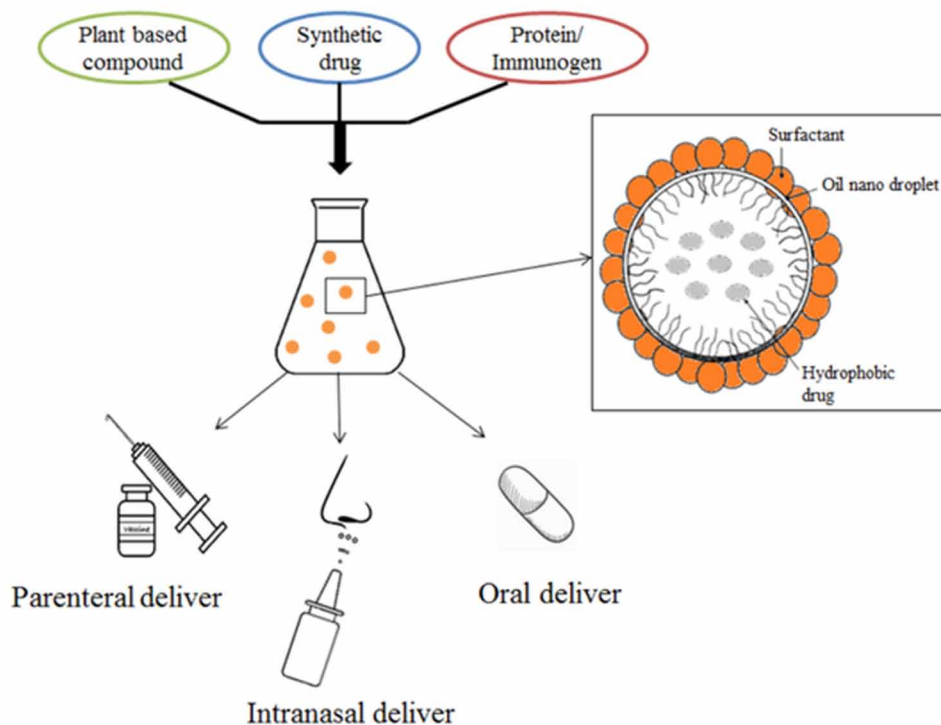 Plant based
compound
Synthetic
drug
Protein/
Immunogen
Surfactant
Oil nano droplet
Hydrophobic
drug
Parenteral deliver
Oral deliver
Intranasal deliver